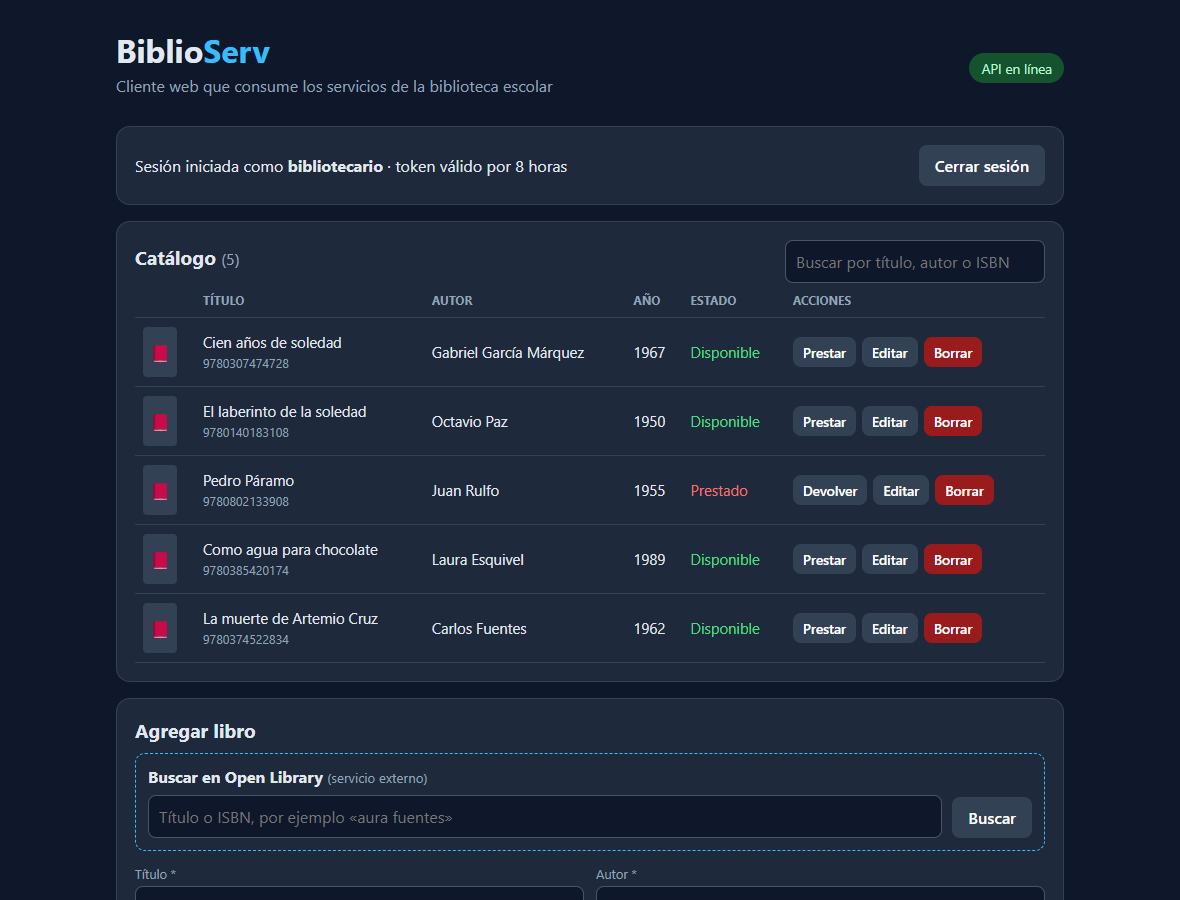 BiblioServ
Cliente web que consume los servicios de la biblioteca escolar
API en línea
Sesión iniciada como bibliotecario · token válido por 8 horas
Cerrar sesión
Catálogo (5)
Buscar por título, autor o ISBN
TÍTULO AUTOR AÑO ESTADO ACCIONES
Cien años de soledad
9780307474728
Gabriel García Márquez 1967 Disponible Prestar Editar Borrar
El laberinto de la soledad
9780140183108
Octavio Paz 1950 Disponible Prestar Editar Borrar
Pedro Páramo
9780802133908
Juan Rulfo 1955 Prestado Devolver Editar Borrar
Como agua para chocolate
9780385420174
Laura Esquivel 1989 Disponible Prestar Editar Borrar
La muerte de Artemio Cruz
9780374522834
Carlos Fuentes 1962 Disponible Prestar Editar Borrar
Agregar libro
Buscar en Open Library (servicio externo)
Título o ISBN, por ejemplo «aura fuentes»
Buscar
Título * Autor *